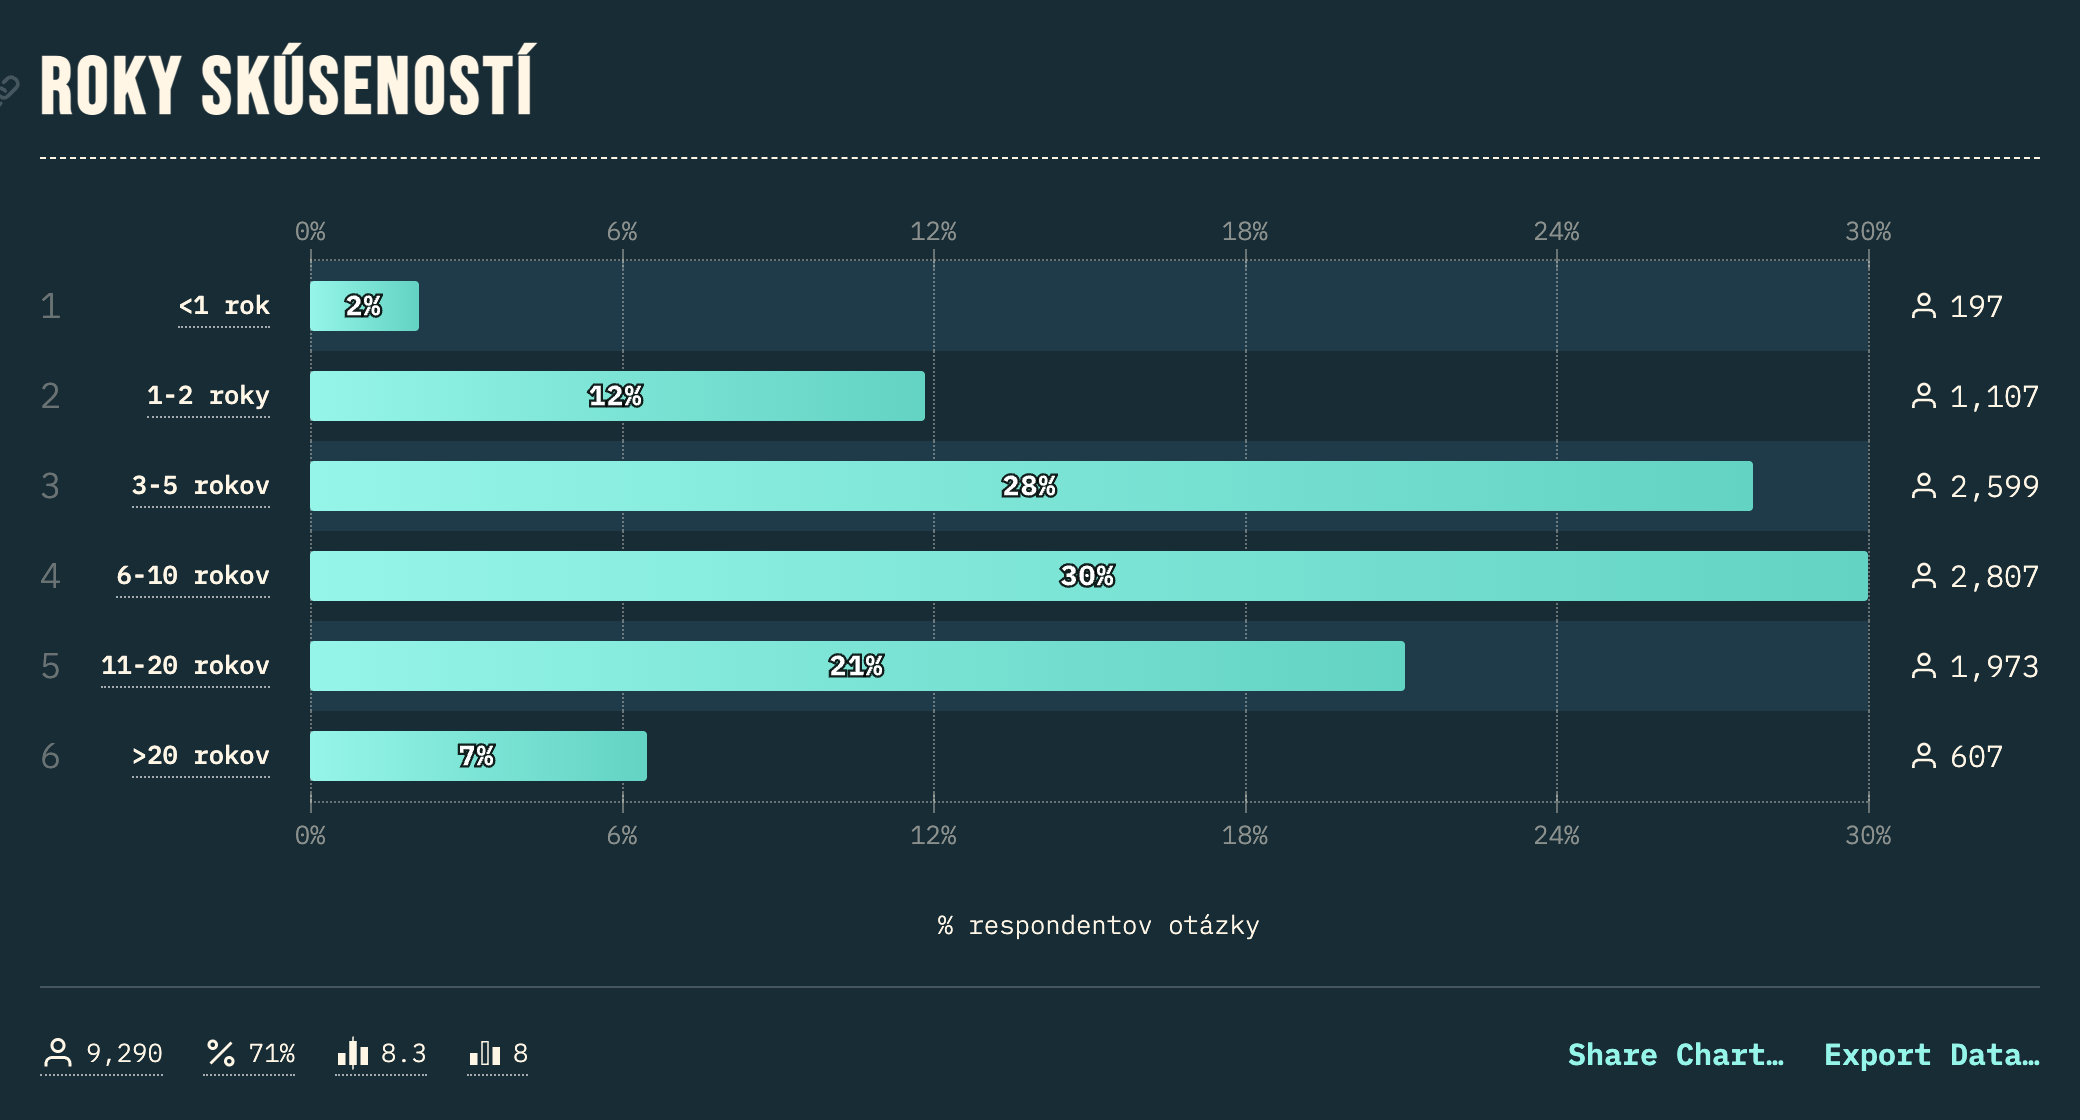 ROKY SKÚSENOSTÍ
0% 6% 12% 18% 24% 30%
1 <1 rok 2% 197
2 1-2 roky 12% 1,107
3 3-5 rokov 28% 2,599
4 6-10 rokov 30% 2,807
5 11-20 rokov 21% 1,973
6 >20 rokov 7% 607
0% 6% 12% 18% 24% 30%
% respondentov otázky
9,290 71% 8.3 8 Share Chart… Export Data…